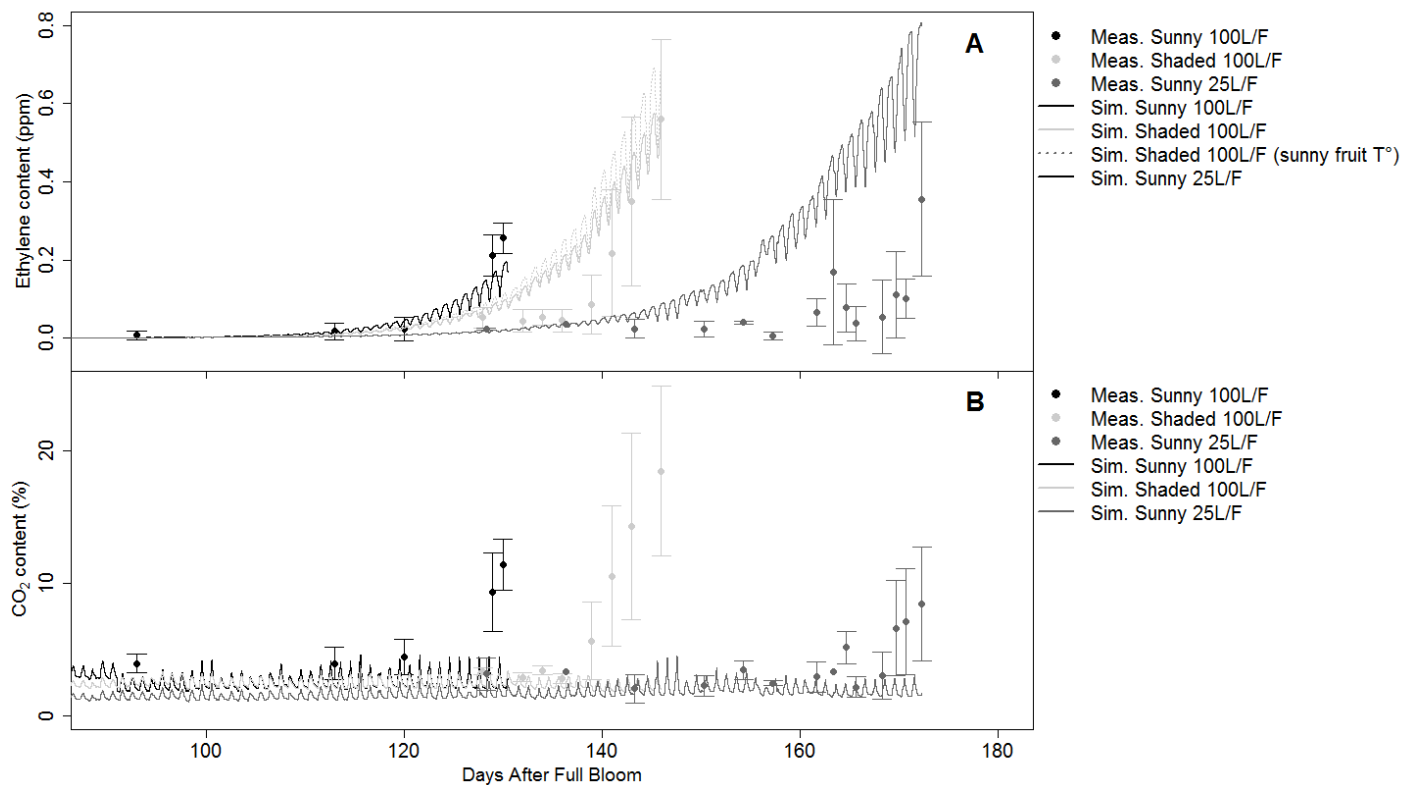 A
Ethylene content (ppm)
0.8
0.6
0.4
0.2
0.0
Meas. Sunny 100L/F
Meas. Shaded 100L/F
Meas. Sunny 25L/F
Sim. Sunny 100L/F
Sim. Shaded 100L/F
Sim. Shaded 100L/F (sunny fruit T°)
Sim. Sunny 25L/F
B
CO₂ content (%)
20
10
0
Meas. Sunny 100L/F
Meas. Shaded 100L/F
Meas. Sunny 25L/F
Sim. Sunny 100L/F
Sim. Shaded 100L/F
Sim. Sunny 25L/F
100 120 140 160 180
Days After Full Bloom